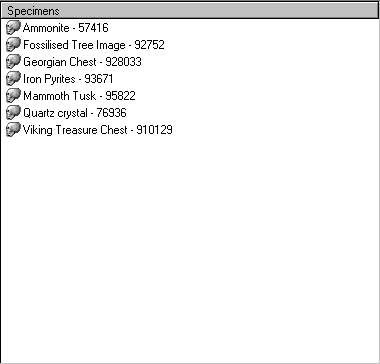 Specimens
Ammonite - 57416
Fossilised Tree Image - 92752
Georgian Chest - 928033
Iron Pyrites - 93671
Mammoth Tusk - 95822
Quartz crystal - 76936
Viking Treasure Chest - 910129